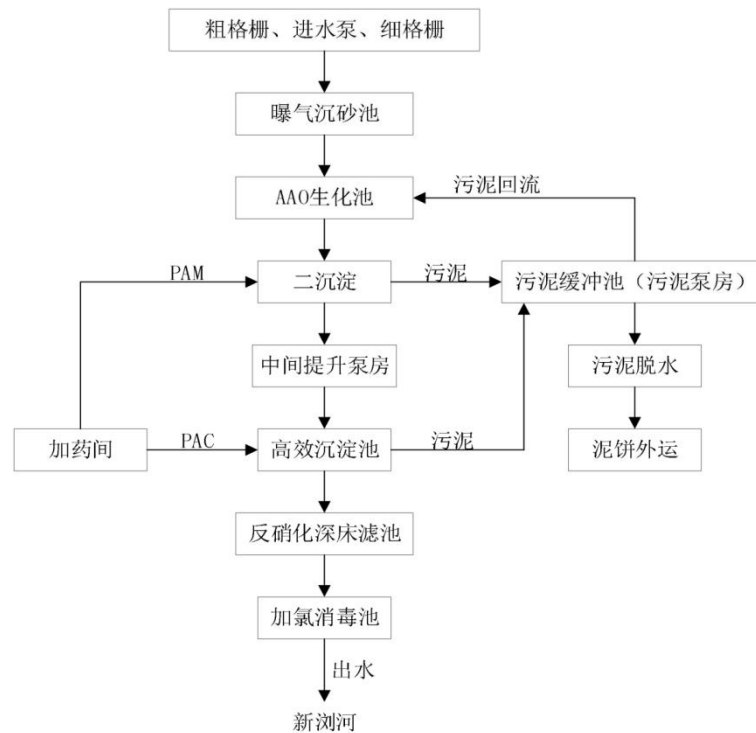 粗格栅、进水泵、细格栅
曝气沉砂池
污泥回流
AAO生化池
PAM
污泥
二沉淀
污泥缓冲池（污泥泵房）
中间提升泵房
污泥脱水
PAC
污泥
加药间
高效沉淀池
泥饼外运
反硝化深床滤池
加氯消毒池
出水
新浏河